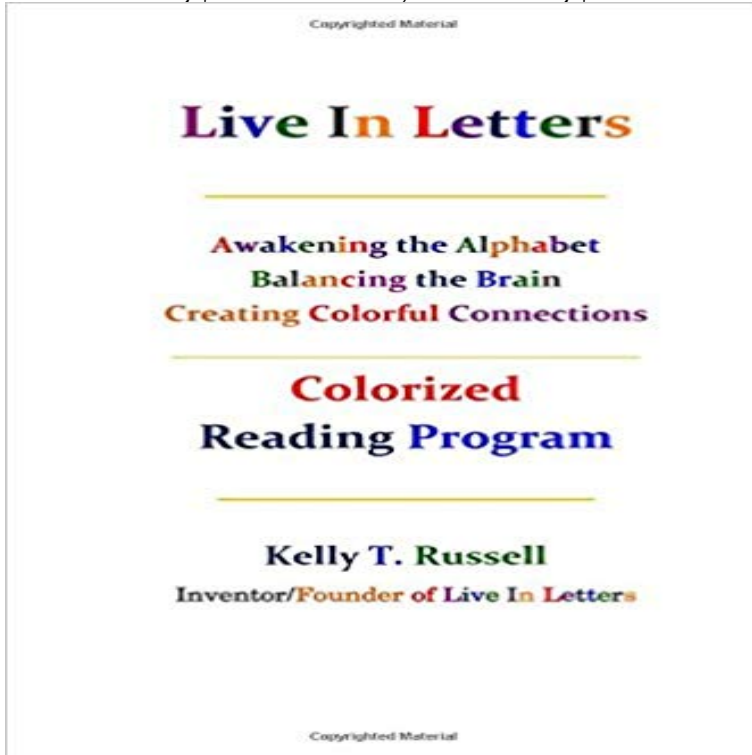 Copyrighted Material
Live In Letters
Awakening the Alphabet
Balancing the Brain
Creating Colorful Connections
Colorized
Reading Program
Kelly T. Russell
Inventor/Founder of Live In Letters
Copyrighted Material